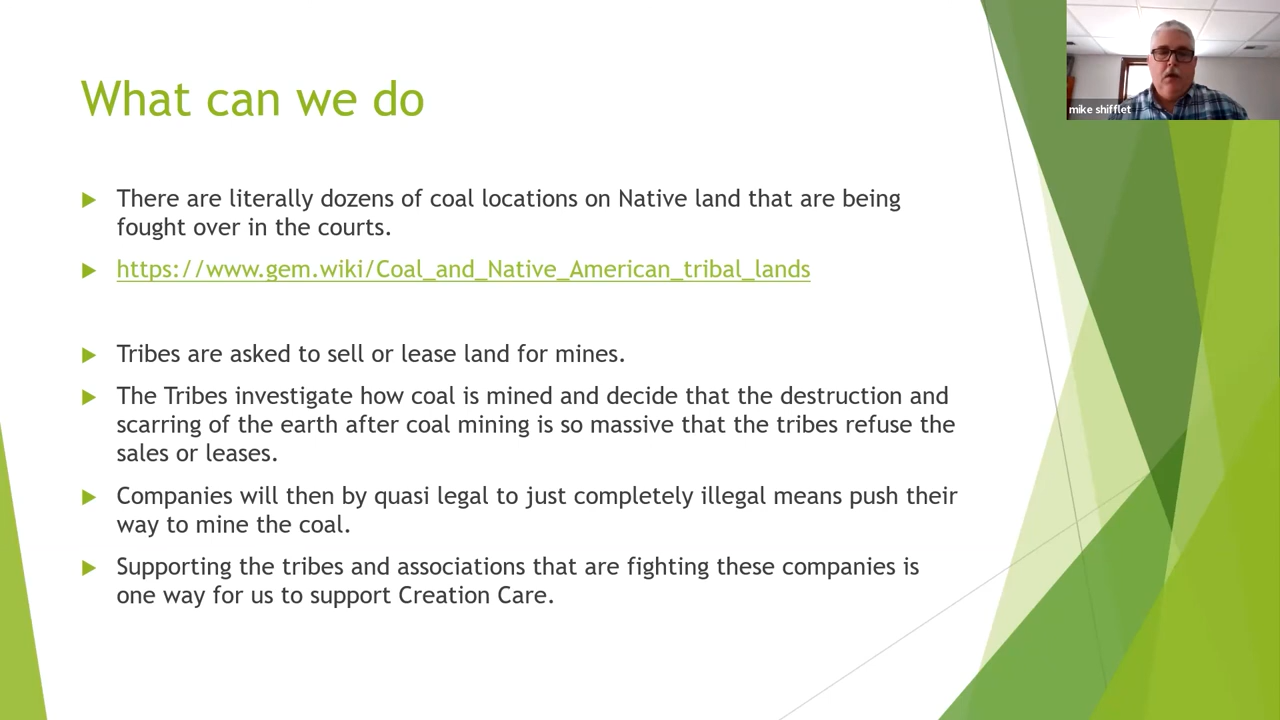 What can we do
mike shifflet
There are literally dozens of coal locations on Native land that are being
fought over in the courts.
https://www.gem.wiki/Coal_and_Native_American_tribal_lands
Tribes are asked to sell or lease land for mines.
The Tribes investigate how coal is mined and decide that the destruction and
scarring of the earth after coal mining is so massive that the tribes refuse the
sales or leases.
Companies will then by quasi legal to just completely illegal means push their
way to mine the coal.
Supporting the tribes and associations that are fighting these companies is
one way for us to support Creation Care.